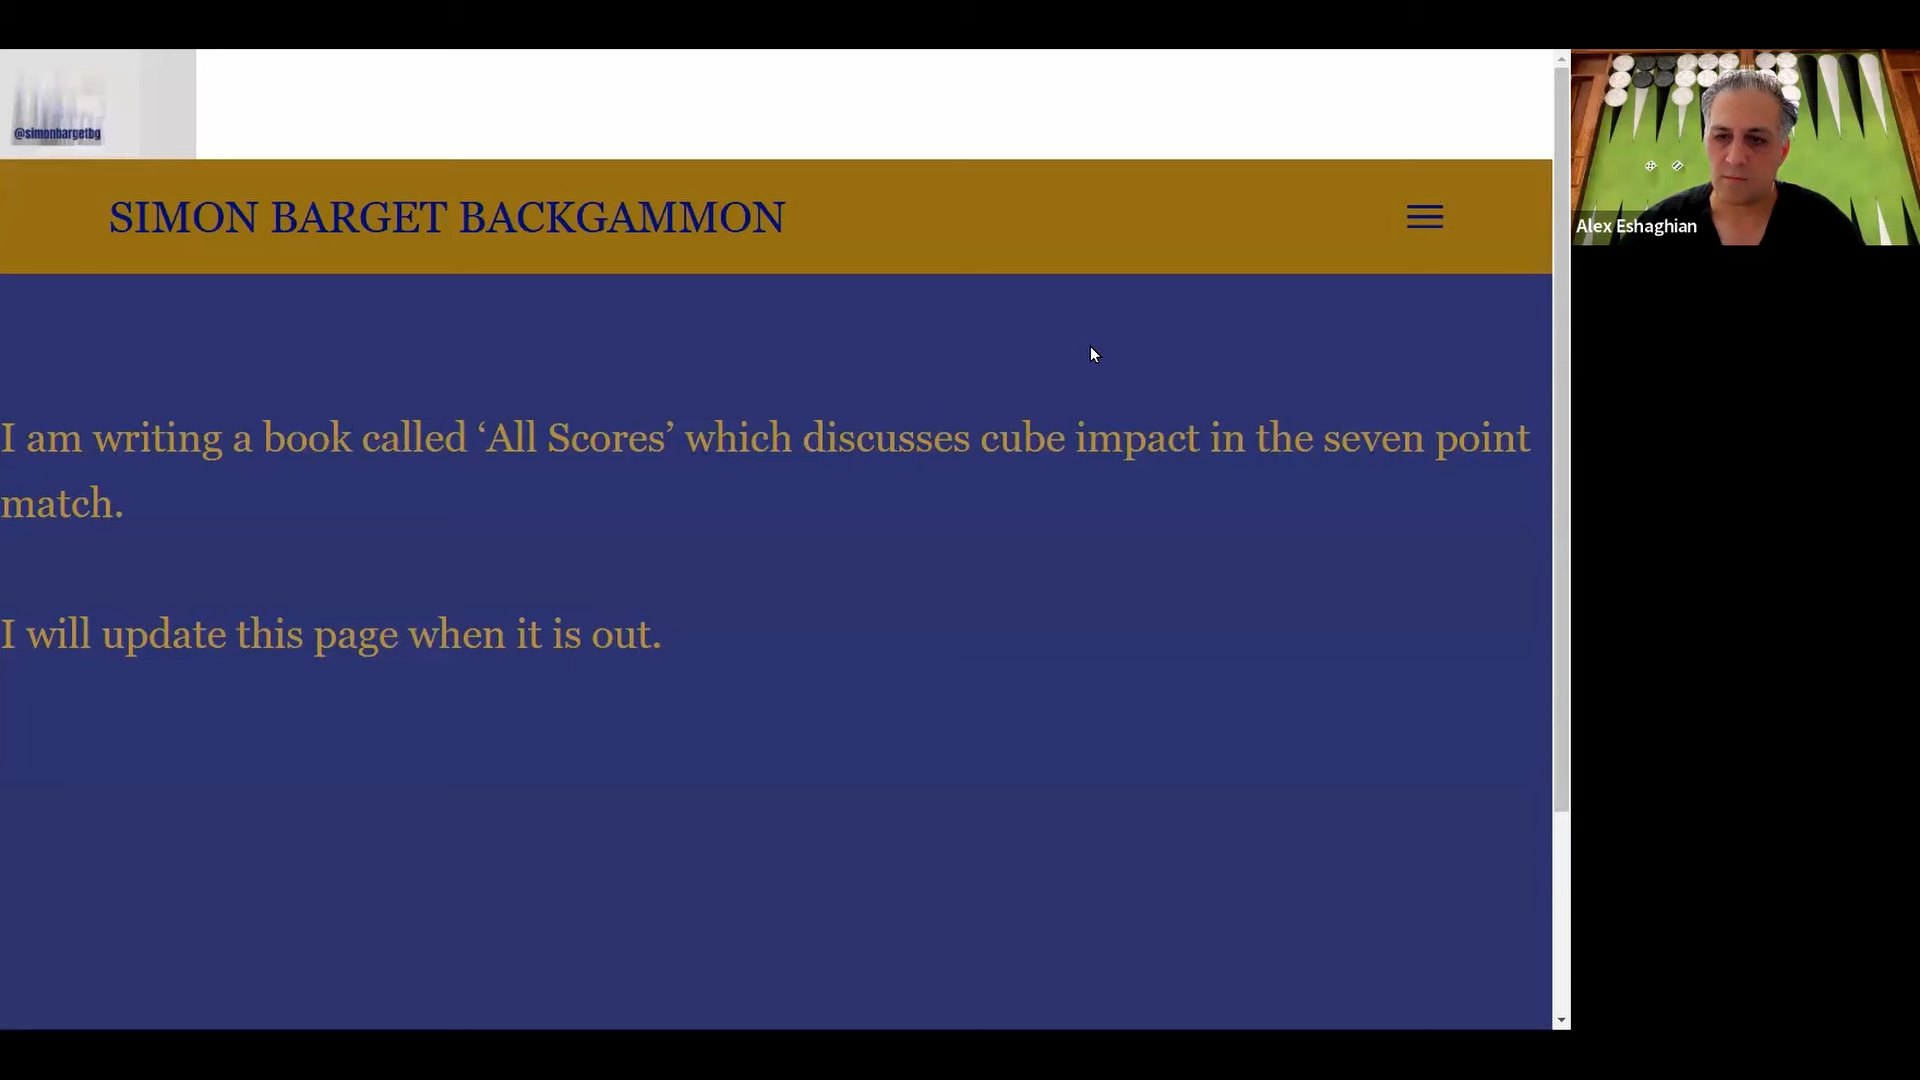 @simonbargetbg
SIMON BARGET BACKGAMMON
Alex Eshaghian
I am writing a book called ‘All Scores’ which discusses cube impact in the seven point
match.
I will update this page when it is out.